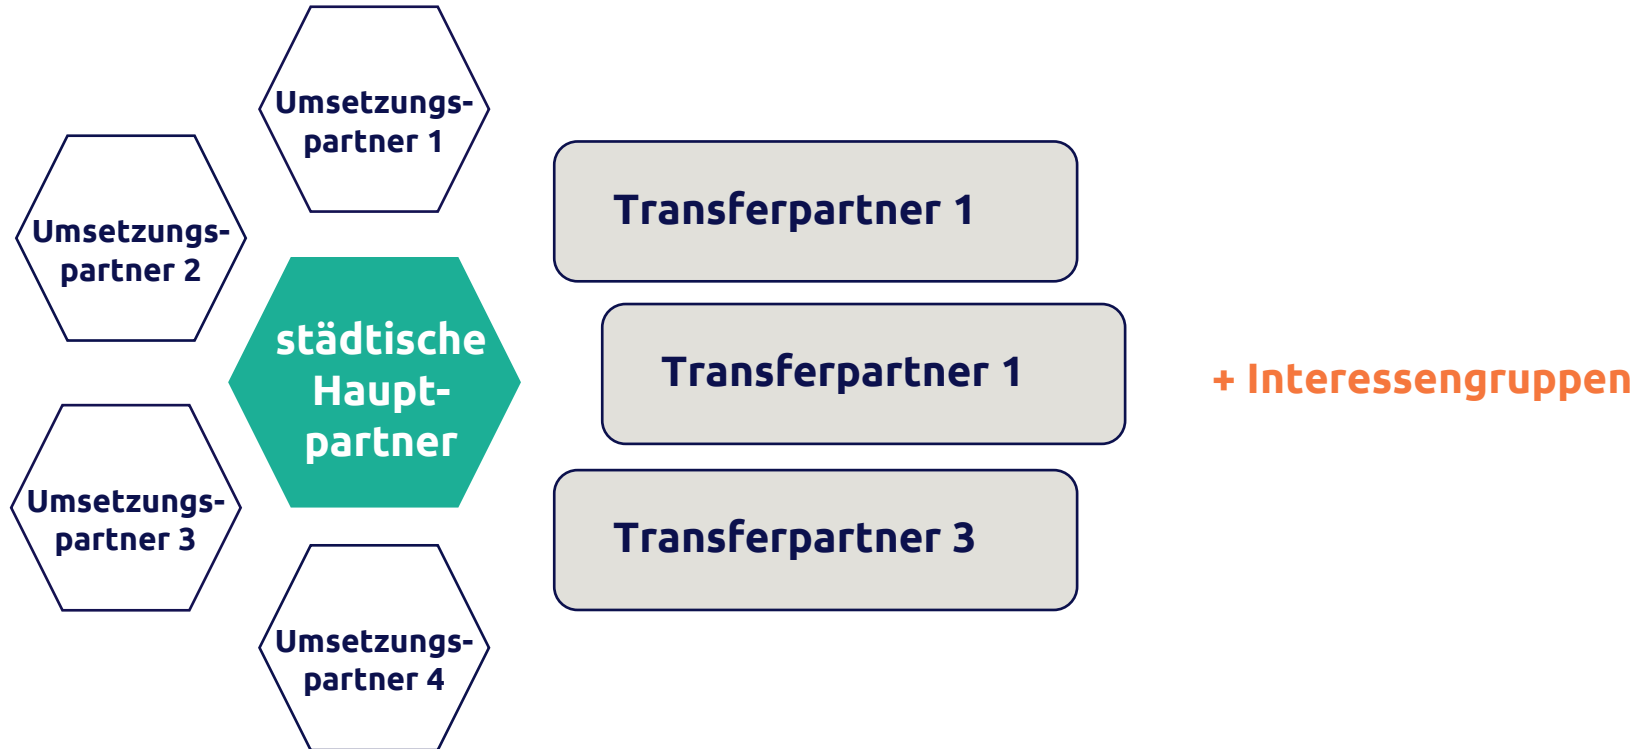 Umsetzungs-
partner 1
Umsetzungs-
partner 2
städtische
Haupt-
partner
Umsetzungs-
partner 3
Umsetzungs-
partner 4
Transferpartner 1
Transferpartner 1
Transferpartner 3
+ Interessengruppen